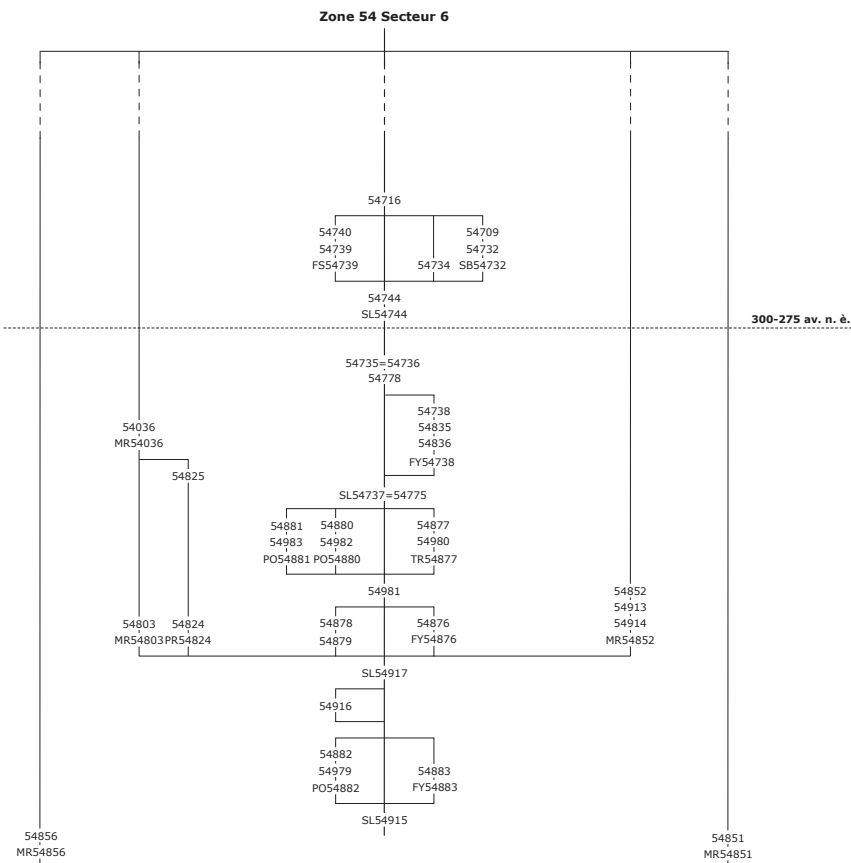 Zone 54 Secteur 6
54716
54740
54739
FS54739
54734
54709
54732
SB54732
54744
SL54744
300-275 av. n. è.
54735=54736
54778
54738
54835
54836
FY54738
54036
MR54036
54825
SL54737=54775
54881
54983
PO54881
54880
54982
PO54880
54877
54980
TR54877
54981
54803
MR54803
54824
PR54824
54878
54879
54876
FY54876
54852
54913
54914
MR54852
SL54917
54916
54882
54979
PO54882
54883
FY54883
SL54915
54856
MR54856
54851
MR54851